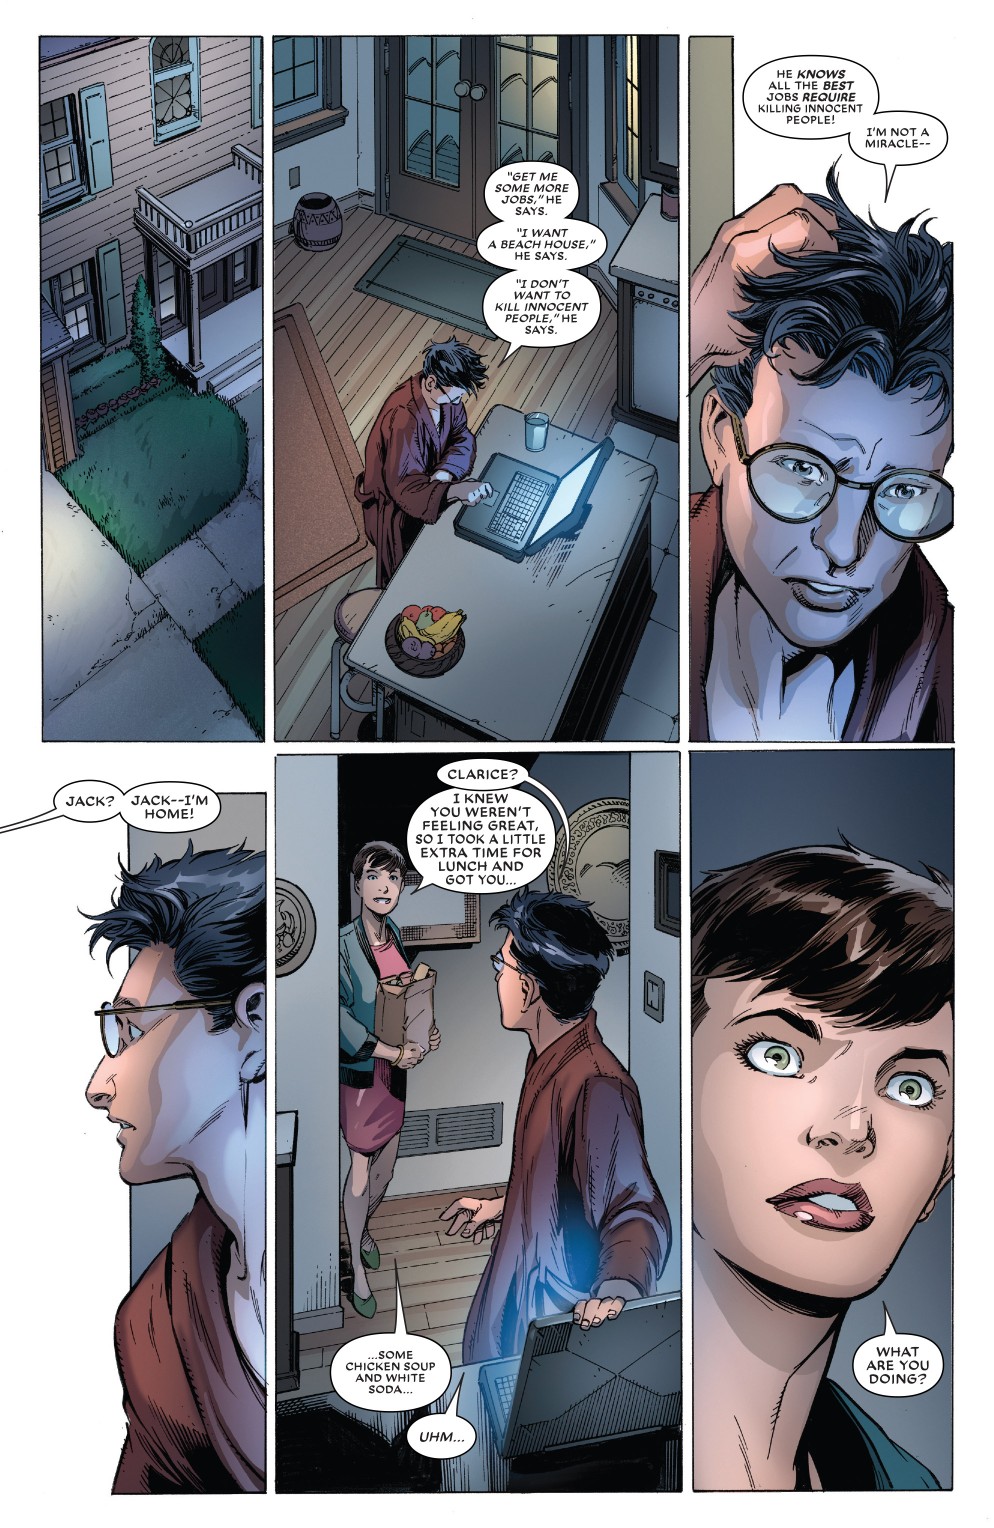 "GET ME
SOME MORE
JOBS," HE
SAYS.
"I WANT
A BEACH HOUSE,"
HE SAYS.
"I DON'T
WANT TO
KILL INNOCENT
PEOPLE," HE
SAYS.
HE KNOWS
ALL THE BEST
JOBS REQUIRE
KILLING INNOCENT
PEOPLE!
I'M NOT A
MIRACLE--
JACK?
JACK--I'M
HOME!
CLARICE?
I KNEW
YOU WEREN'T
FEELING GREAT,
SO I TOOK A LITTLE
EXTRA TIME FOR
LUNCH AND
GOT YOU...
...SOME
CHICKEN SOUP
AND WHITE
SODA...
UHM...
WHAT
ARE YOU
DOING?